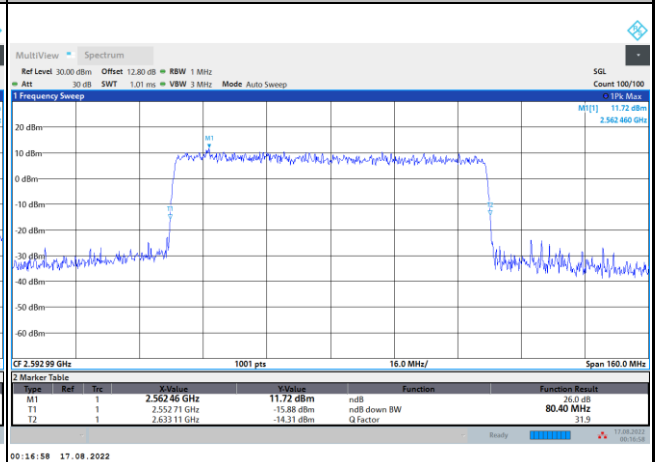 MultiView Spectrum
Ref Level 30.00 dBm Offset 12.80 dB RBW 1 MHz SGL
Att 30 dB SWT 1.01 ms VBW 3 MHz Mode Auto Sweep Count 100/100
1 Frequency Sweep 1Pk Max
M1[1] 11.72 dBm
2.562 460 GHz
20 dBm
M1
10 dBm
0 dBm
-10 dBm
T1 T2
-20 dBm
-30 dBm
-40 dBm
-50 dBm
-60 dBm
CF 2.592 99 GHz 1001 pts 16.0 MHz/ Span 160.0 MHz
2 Marker Table
Type Ref Trc X-Value Y-Value Function Function Result
M1 1 2.562 46 GHz 11.72 dBm ndB 26.0 dB
T1 1 2.552 71 GHz -15.88 dBm ndB down BW 80.40 MHz
T2 1 2.633 11 GHz -14.31 dBm Q Factor 31.9
Ready 17.08.2022
00:16:58
00:16:58 17.08.2022